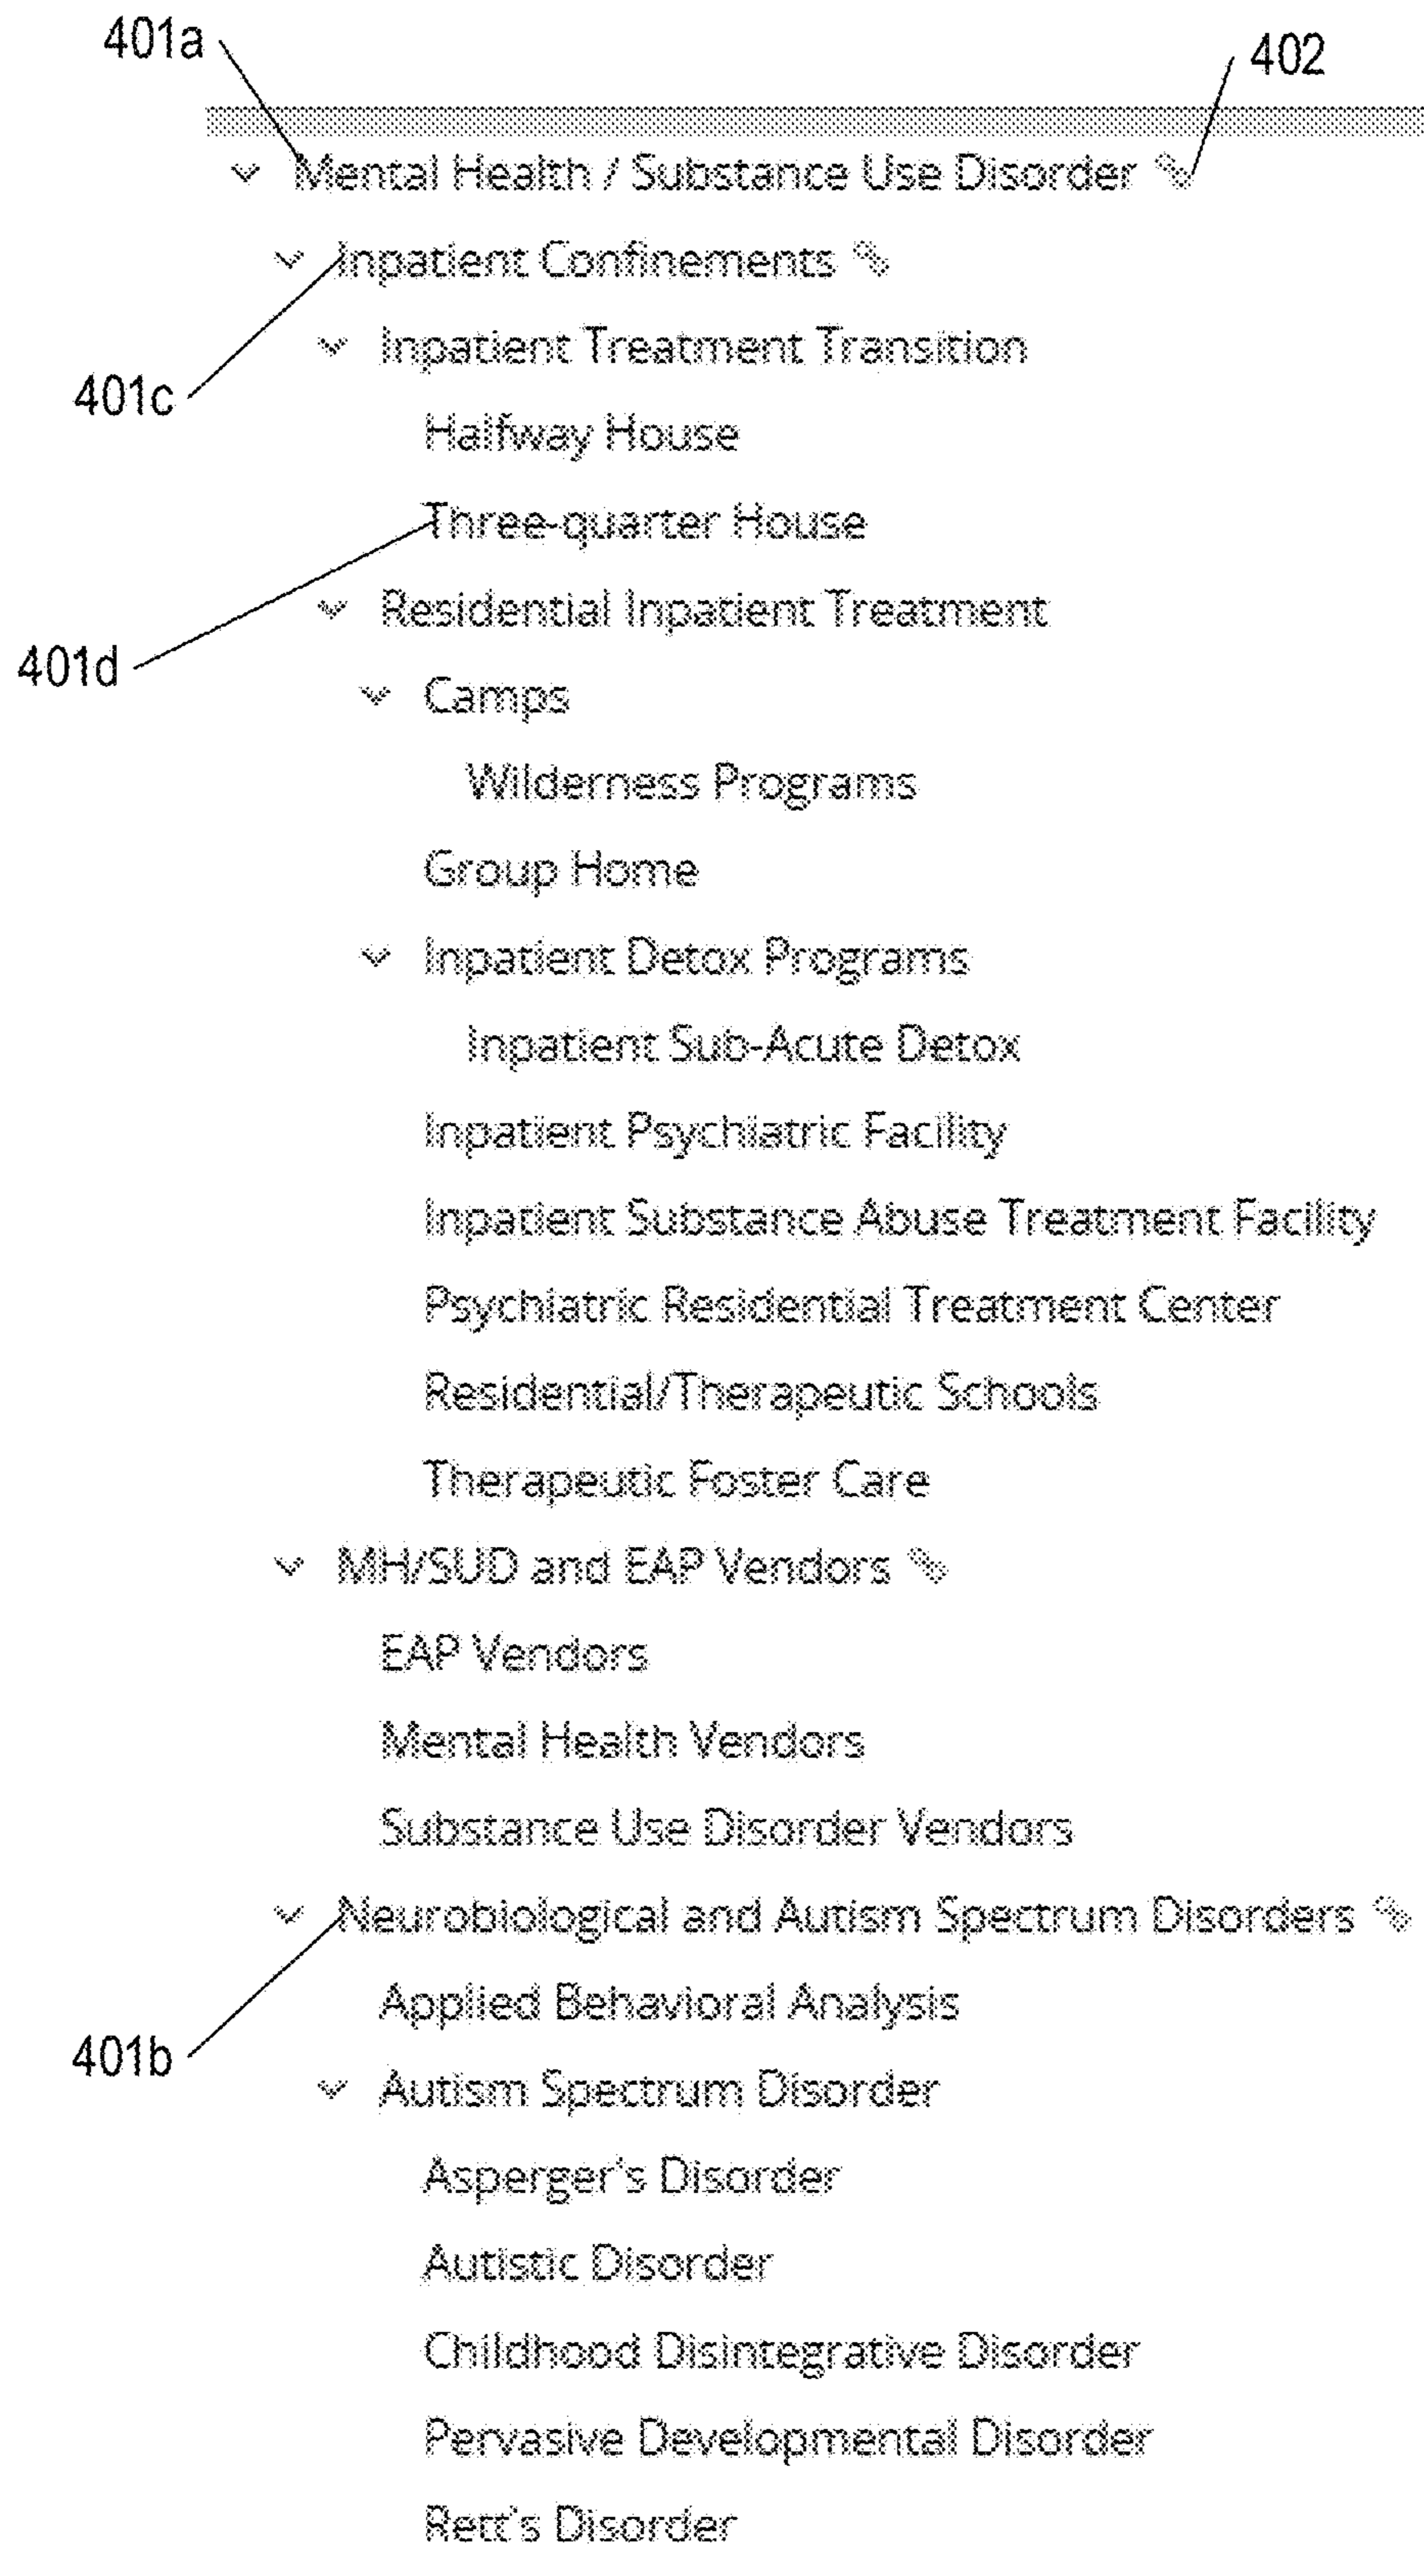 401a
402
Mental Health / Substance Use Disorder
Inpatient Confinements
Inpatient Treatment Transition
401c
Halfway House
Three-quarter House
Residential Inpatient Treatment
401d
Camps
Wilderness Programs
Group Home
Inpatient Detox Programs
Inpatient Sub-Acute Detox
Inpatient Psychiatric Facility
Inpatient Substance Abuse Treatment Facility
Psychiatric Residential Treatment Center
Residential/Therapeutic Schools
Therapeutic Foster Care
MH/SUD and EAP Vendors
EAP Vendors
Mental Health Vendors
Substance Use Disorder Vendors
Neurobiological and Autism Spectrum Disorders
Applied Behavioral Analysis
401b
Autism Spectrum Disorder
Asperger's Disorder
Autistic Disorder
Childhood Disintegrative Disorder
Pervasive Developmental Disorder
Rett's Disorder